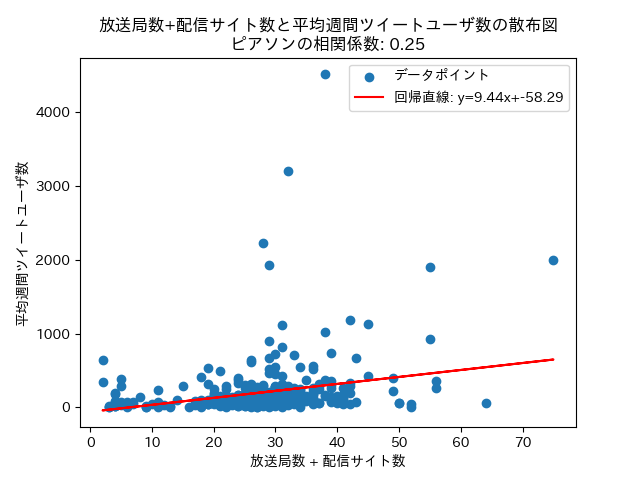 放送局数+配信サイト数と平均週間ツイートユーザ数の散布図
ピアソンの相関係数: 0.25
データポイント
回帰直線: y=9.44x+-58.29
平均週間ツイートユーザ数
4000
3000
2000
1000
0
0 10 20 30 40 50 60 70
放送局数 + 配信サイト数